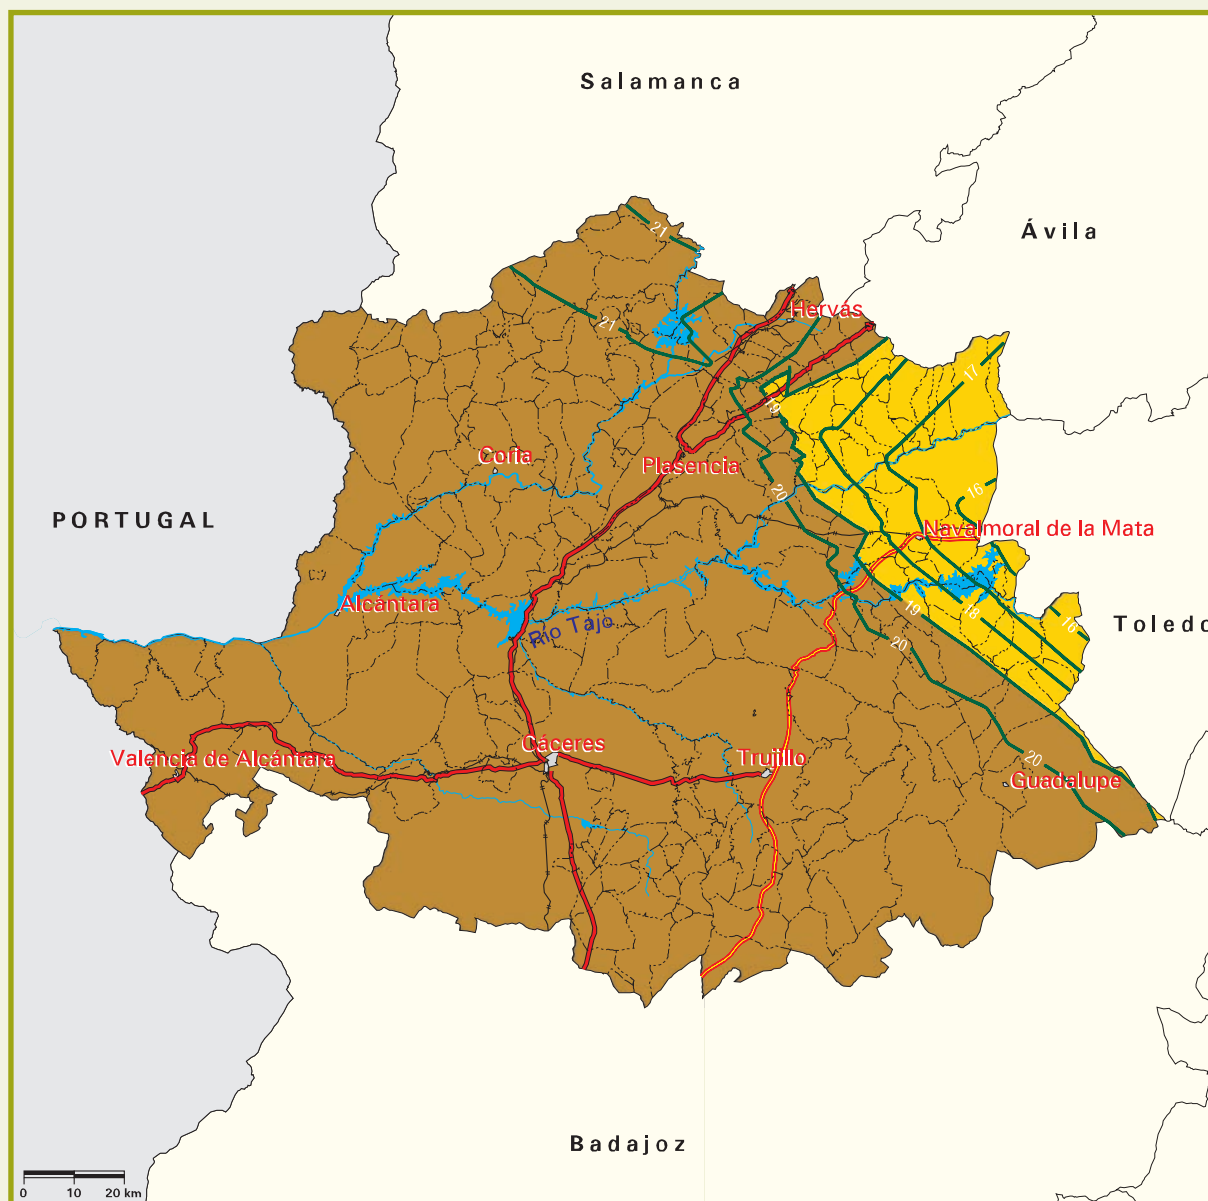 Salamanca
Ávila
21
21
Hervás
17
19
Coria
Plasencia
20
16
PORTUGAL
Navalmoral de la Mata
Alcántara
19
18
Río Tajo
Toledo
20
Cáceres
Valencia de Alcántara
Trujillo
20
Guadalupe
Badajoz
0 10 20 km